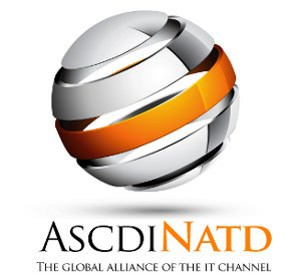 ASCDINATD
THE GLOBAL ALLIANCE OF THE IT CHANNEL